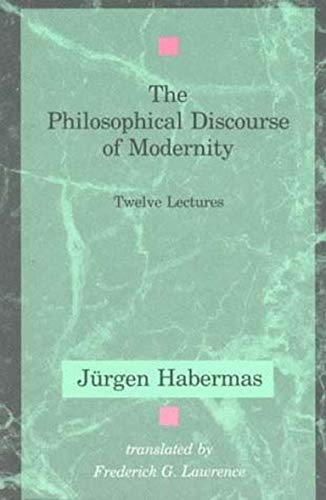 The
Philosophical Discourse
of Modernity
Twelve Lectures
Jürgen Habermas
translated by
Frederick G. Lawrence